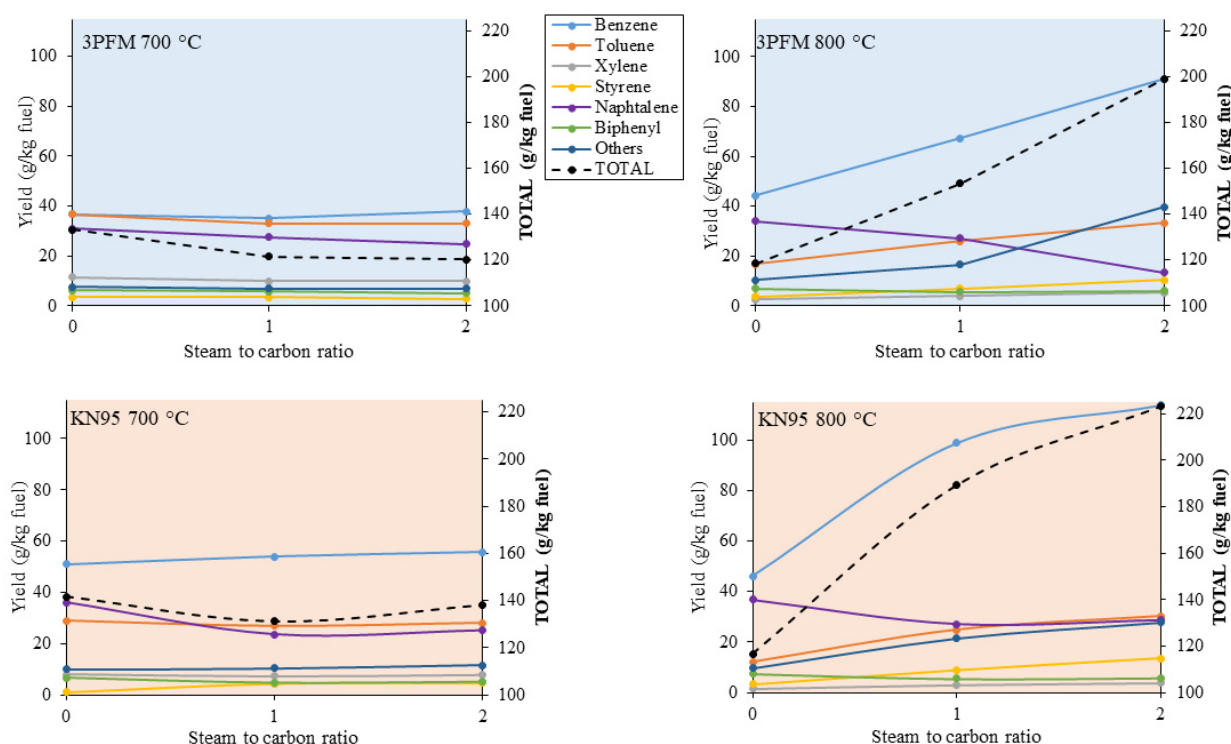 3PFM 700 °C
100
80
60
40
20
0
Yield (g/kg fuel)
220
200
180
160
140
120
100
TOTAL (g/kg fuel)
0 1 2
Steam to carbon ratio
Benzene
Toluene
Xylene
Styrene
Naphtalene
Biphenyl
Others
TOTAL
3PFM 800 °C
100
80
60
40
20
0
Yield (g/kg fuel)
220
200
180
160
140
120
100
TOTAL (g/kg fuel)
0 1 2
Steam to carbon ratio
KN95 700 °C
100
80
60
40
20
0
Yield (g/kg fuel)
220
200
180
160
140
120
100
TOTAL (g/kg fuel)
0 1 2
Steam to carbon ratio
KN95 800 °C
100
80
60
40
20
0
Yield (g/kg fuel)
220
200
180
160
140
120
100
TOTAL (g/kg fuel)
0 1 2
Steam to carbon ratio